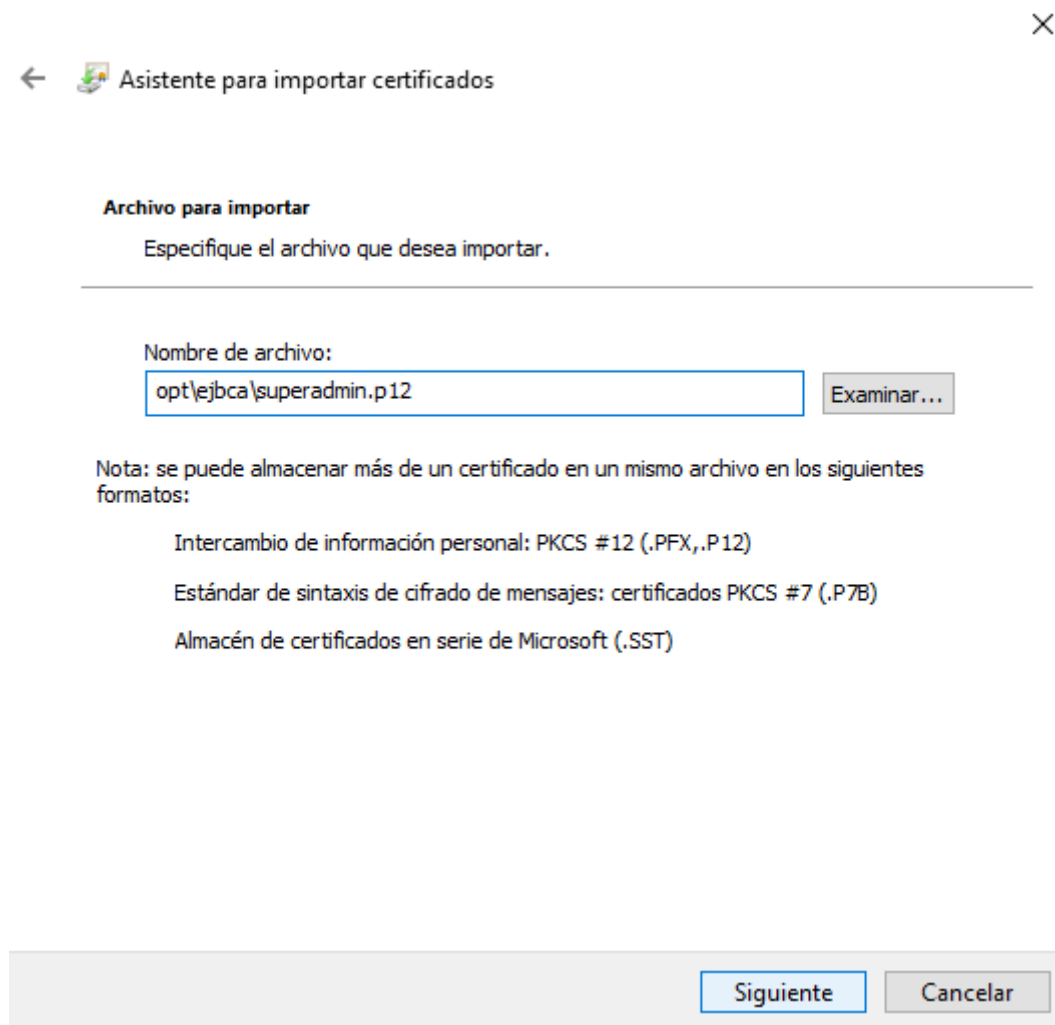 Asistente para importar certificados
Archivo para importar
Especifique el archivo que desea importar.
Nombre de archivo:
opt\ejbca\superadmin.p12
Examinar...
Nota: se puede almacenar más de un certificado en un mismo archivo en los siguientes
formatos:
Intercambio de información personal: PKCS #12 (.PFX,.P12)
Estándar de sintaxis de cifrado de mensajes: certificados PKCS #7 (.P7B)
Almacén de certificados en serie de Microsoft (.SST)
Siguiente
Cancelar